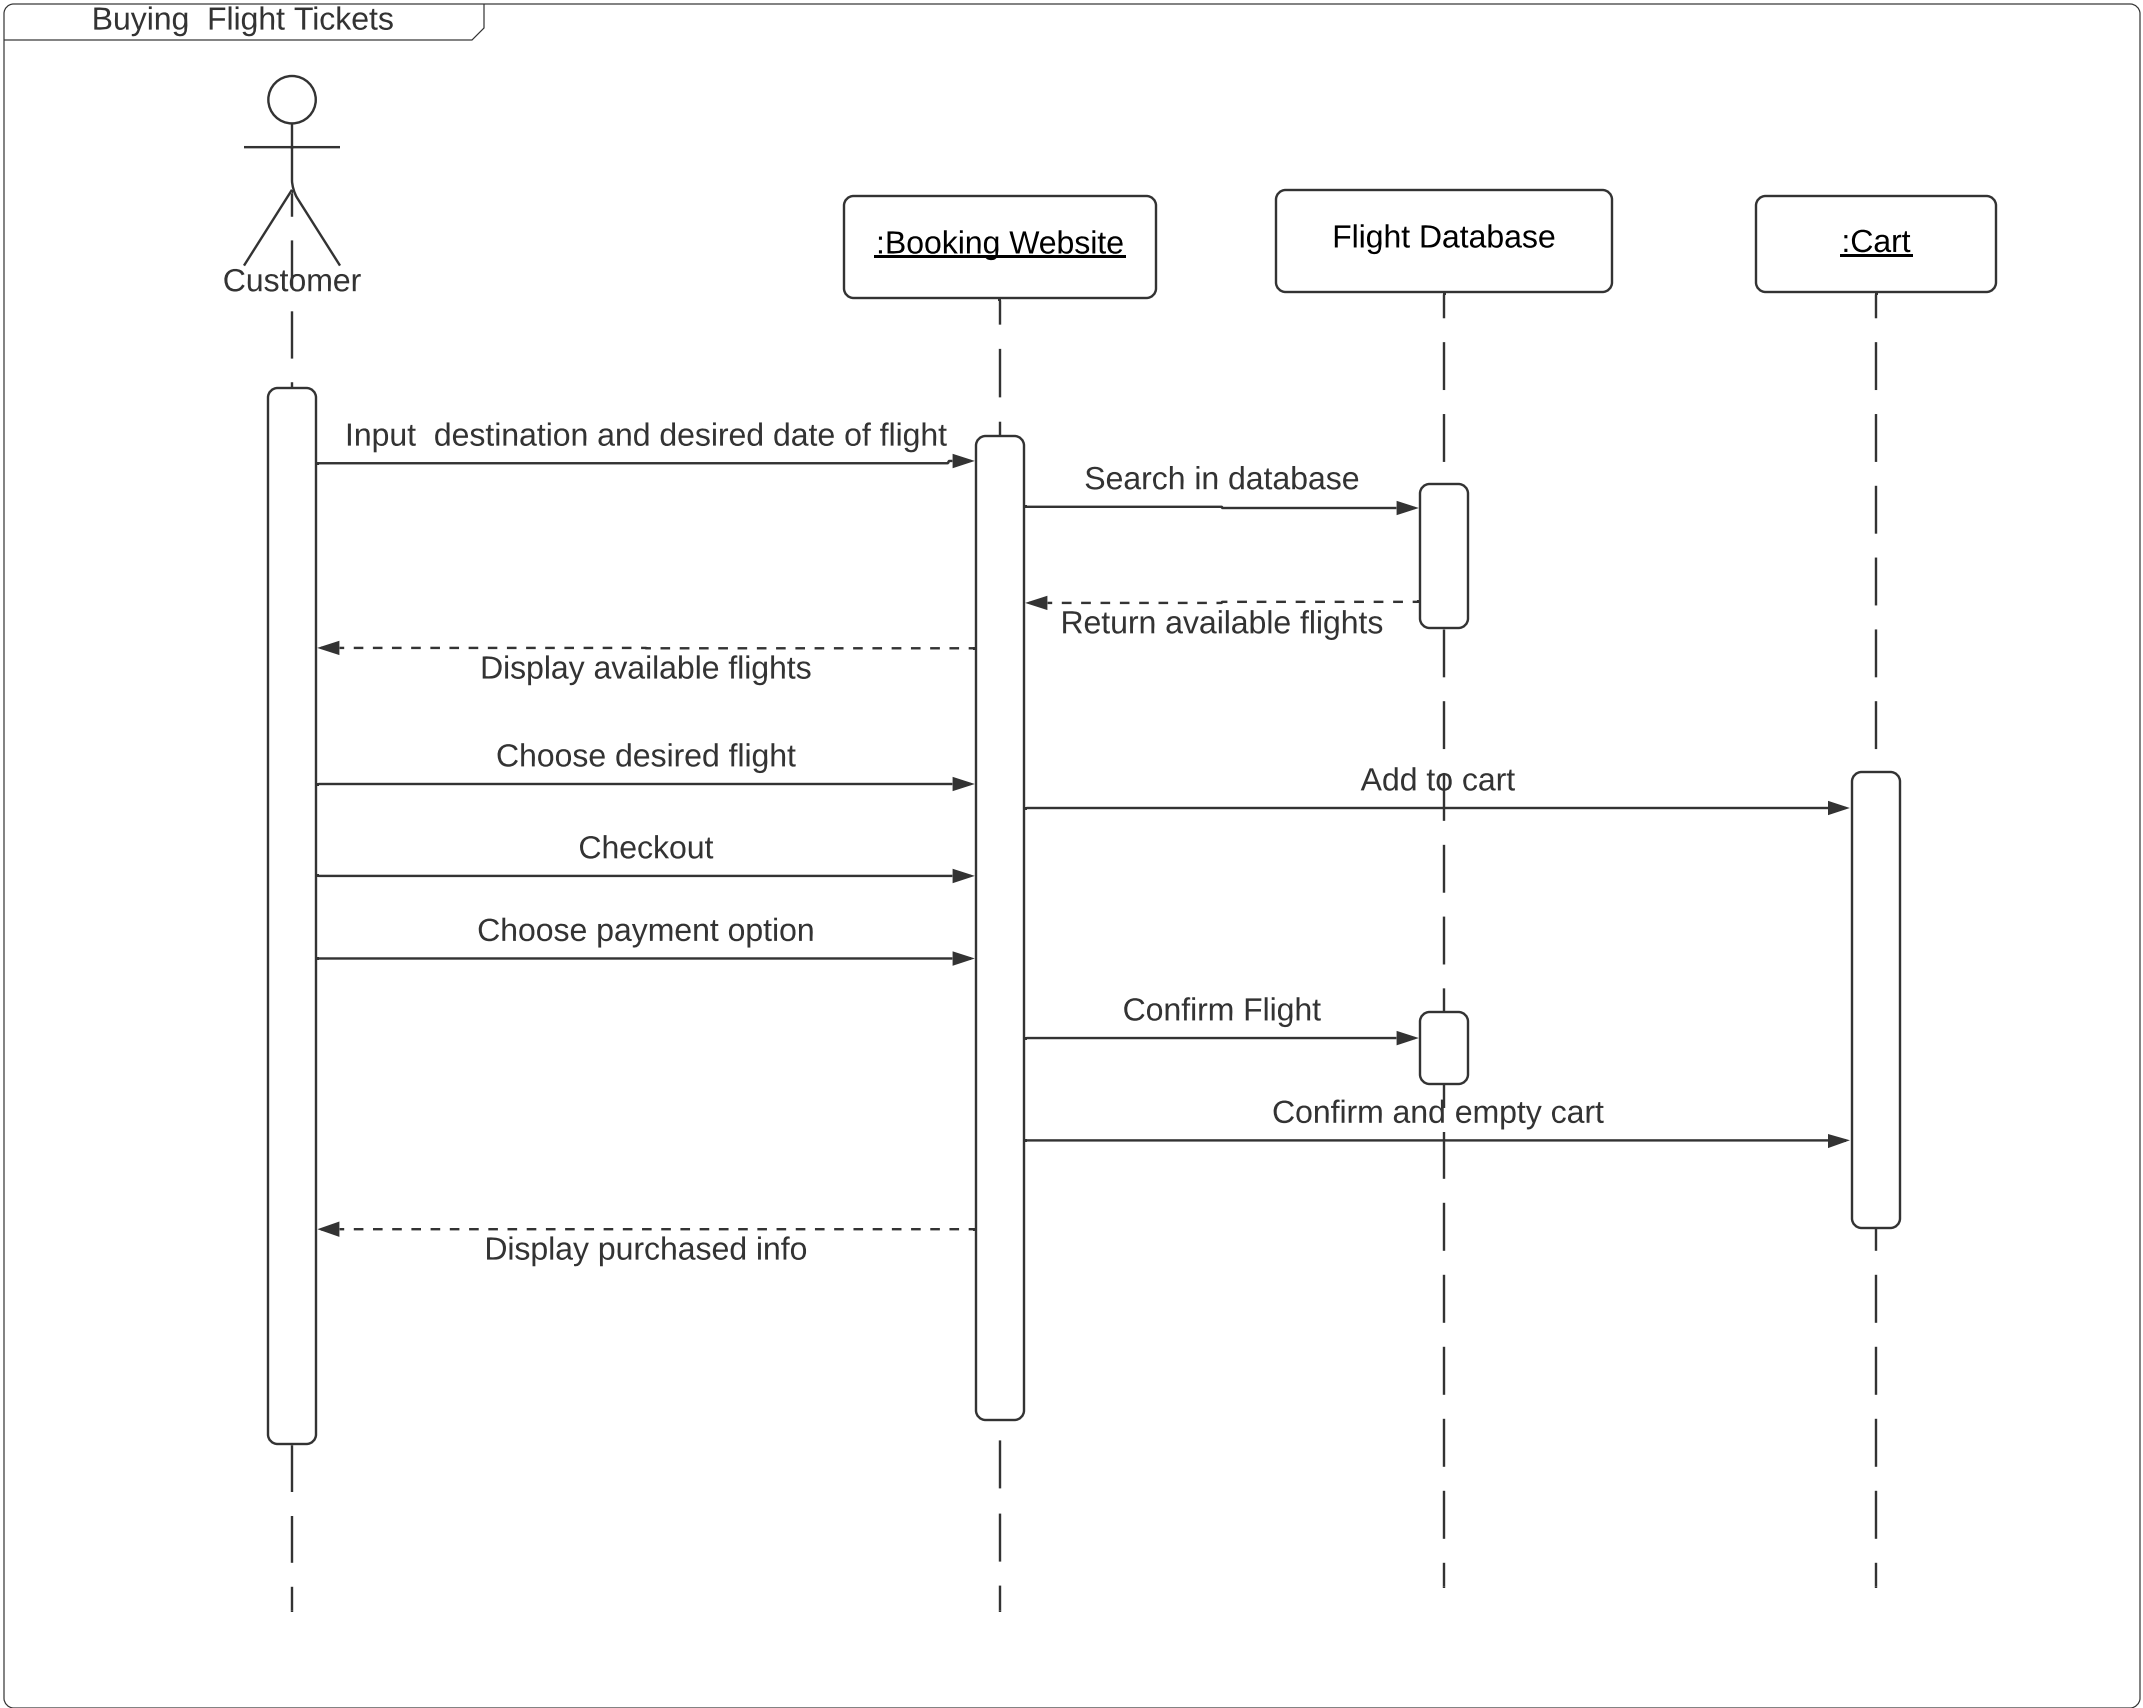 Buying  Flight Tickets
Customer
:Booking Website
Flight Database
:Cart
Input  destination and desired date of flight
Search in database
Return available flights
Display available flights
Choose desired flight
Add to cart
Checkout
Choose payment option
Confirm Flight
Confirm and empty cart
Display purchased info